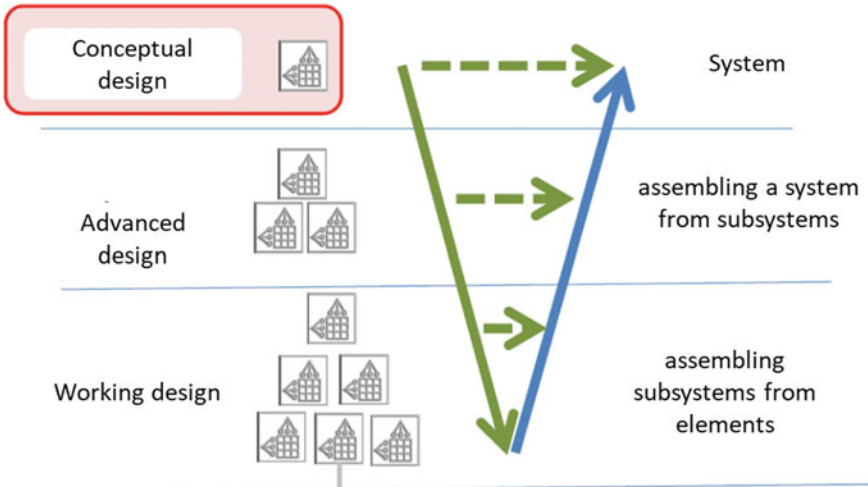 Conceptual
design
System
Advanced
design
assembling a system
from subsystems
Working design
assembling
subsystems from
elements